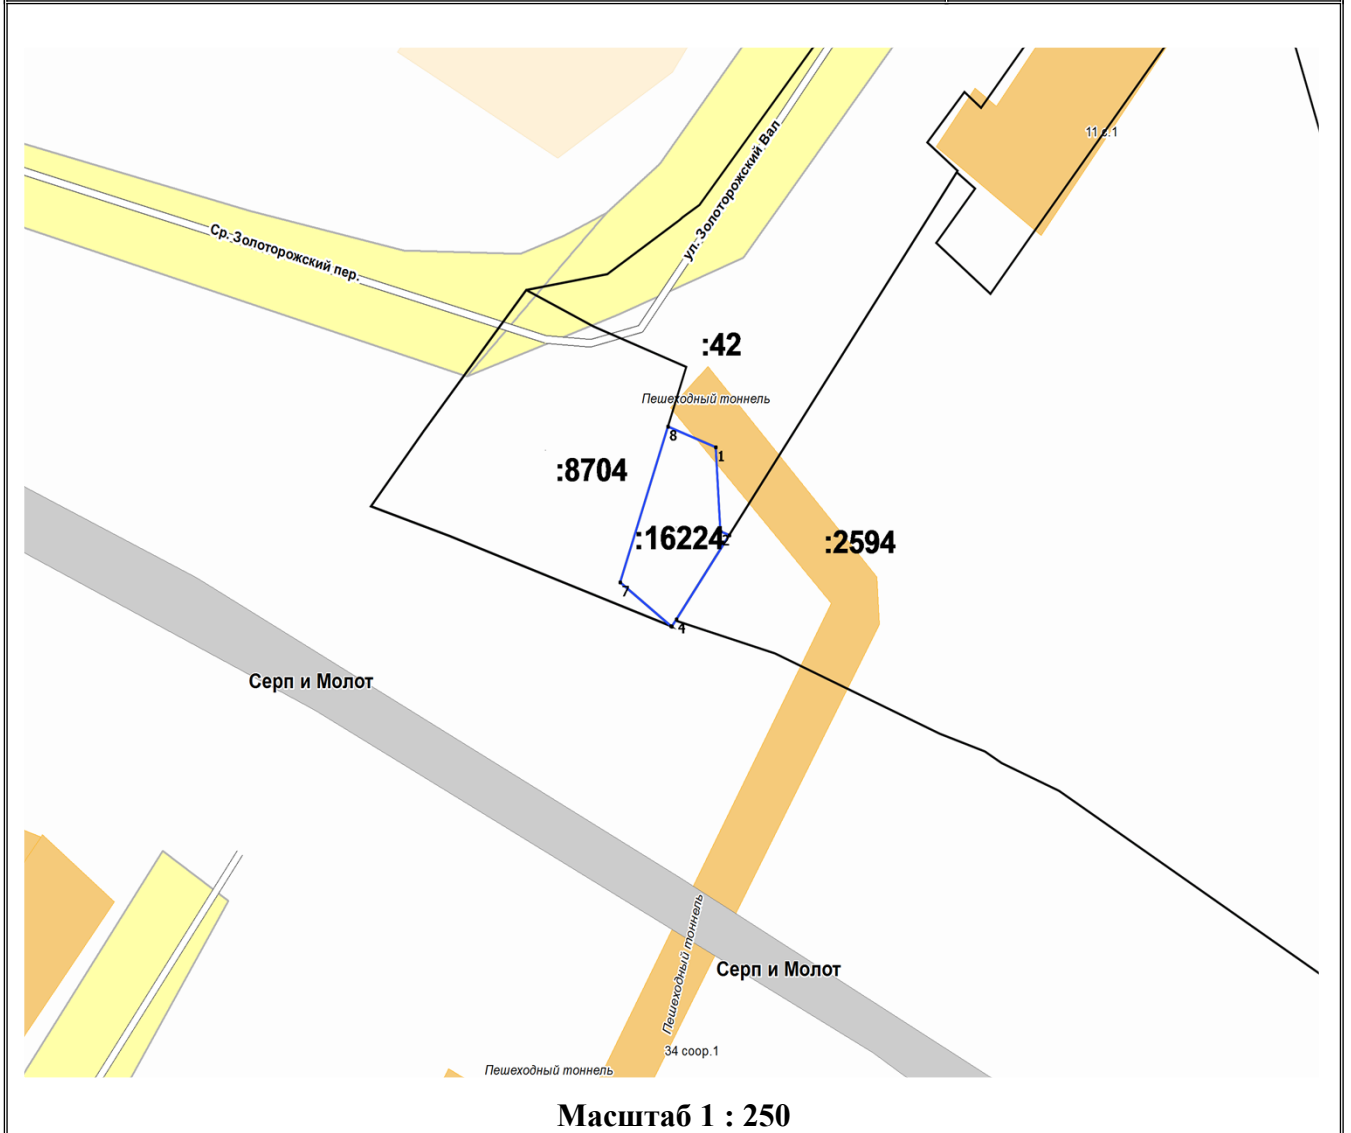 11 с.1
ул. Золоторожский Вал
Ср. Золоторожский пер.
:42
Пешеходный тоннель
8
1
:8704
:16224
2
:2594
7
4
Серп и Молот
Пешеходный тоннель
Серп и Молот
34 соор.1
Пешеходный тоннель
Масштаб 1 : 250